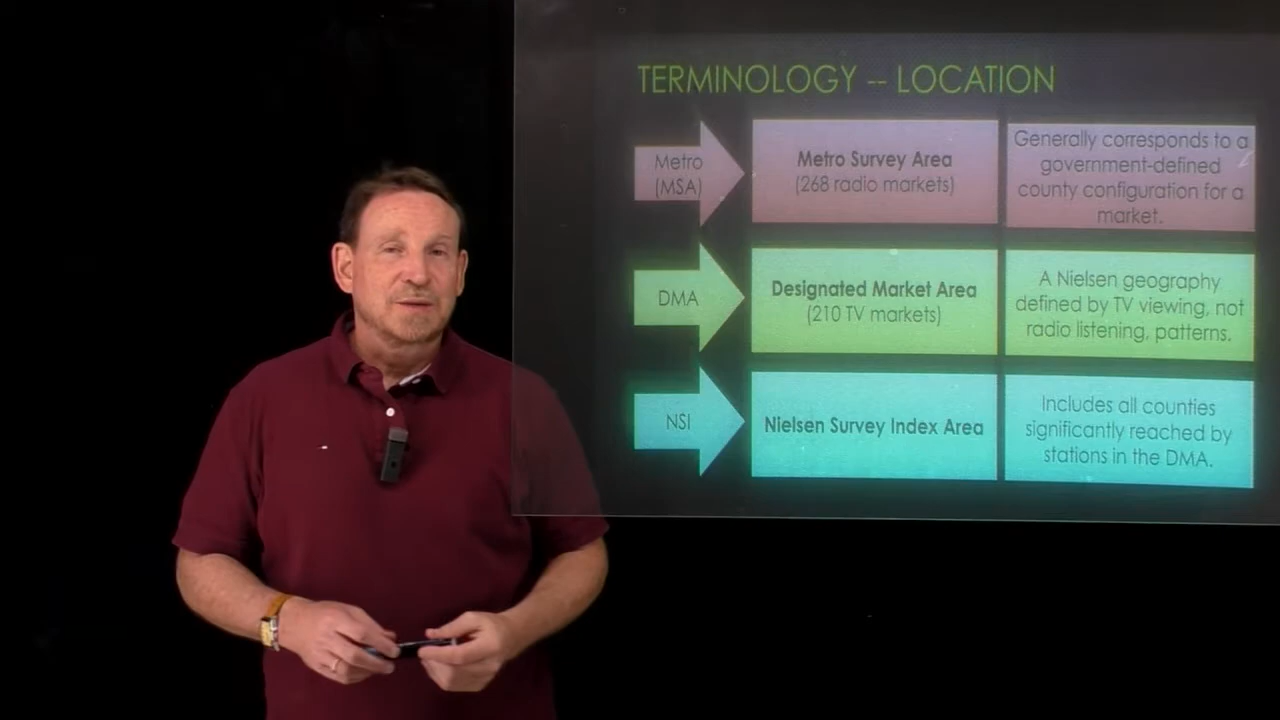 TERMINOLOGY -- LOCATION
Metro
(MSA)
Metro Survey Area
(268 radio markets)
Generally corresponds to a
government-defined
county configuration for a
market.
DMA
Designated Market Area
(210 TV markets)
A Nielsen geography
defined by TV viewing, not
radio listening, patterns.
NSI
Nielsen Survey Index Area
Includes all counties
significantly reached by
stations in the DMA.